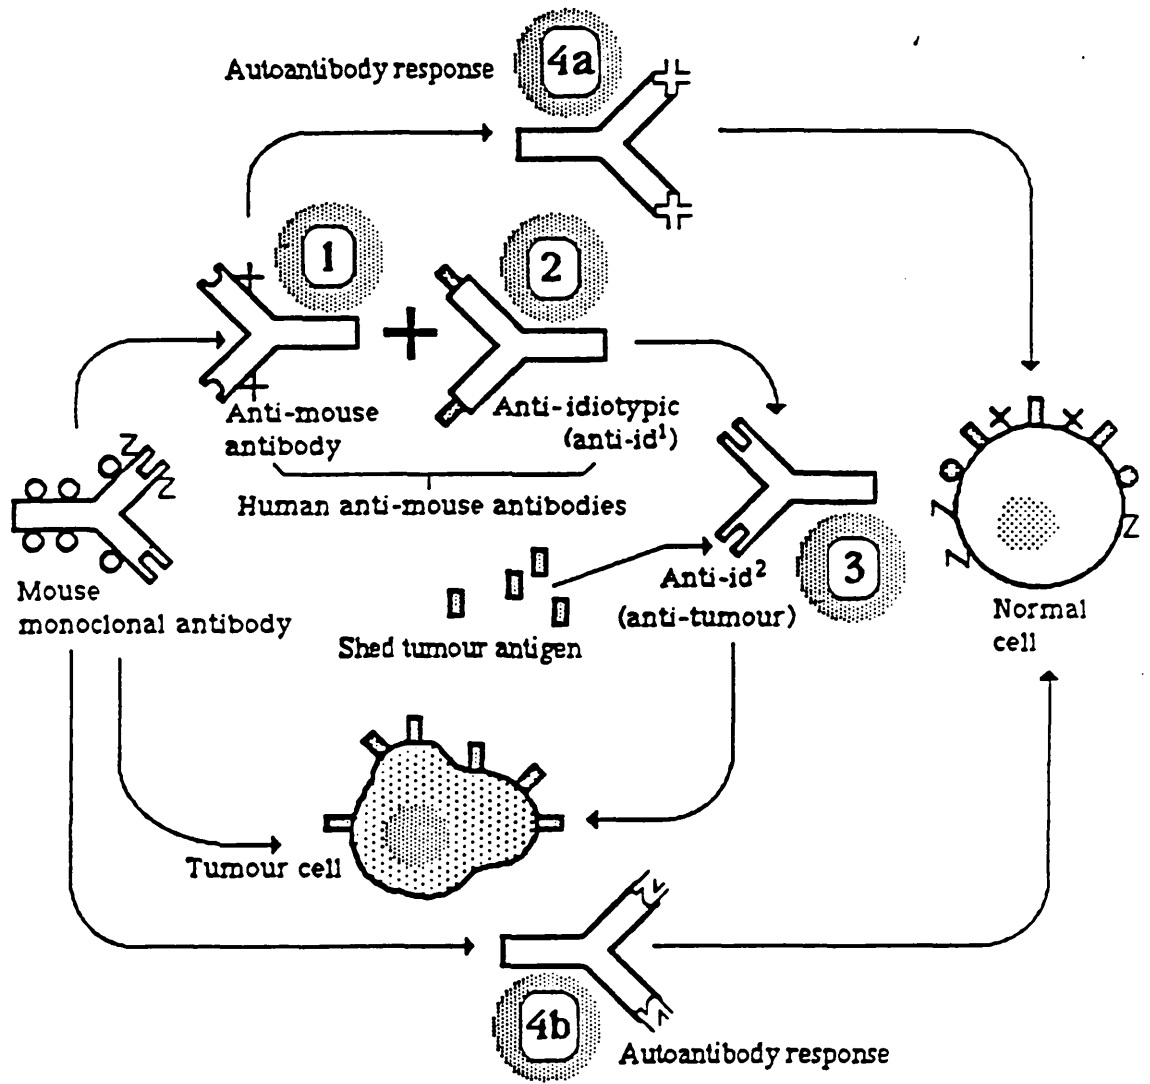 4a
Autoantibody response
1
2
Anti-mouse
antibody
Anti-idiotypic
(anti-id¹)
Human anti-mouse antibodies
Mouse
monoclonal antibody
3
Anti-id²
(anti-tumour)
Shed tumour antigen
Normal
cell
Tumour cell
4b
Autoantibody response